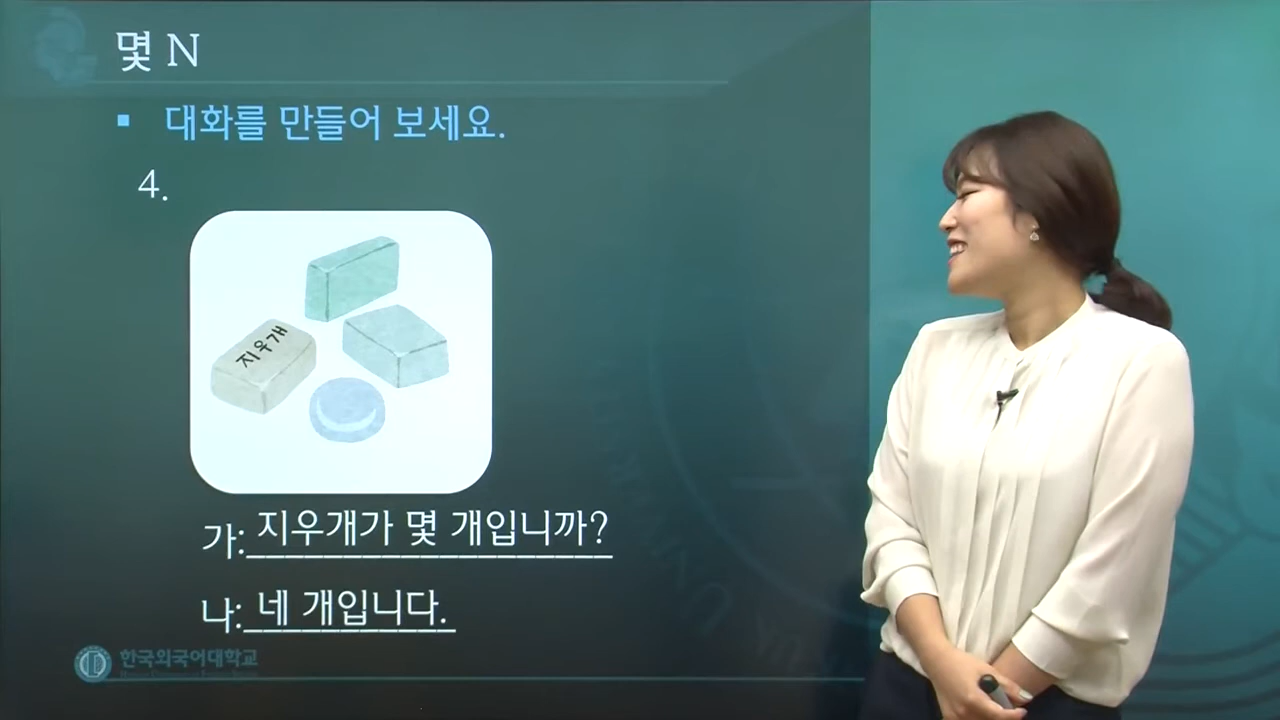 몇 N
▪ 대화를 만들어 보세요.
4.
지우개
가: 지우개가 몇 개입니까?
나: 네 개입니다.
한국외국어대학교